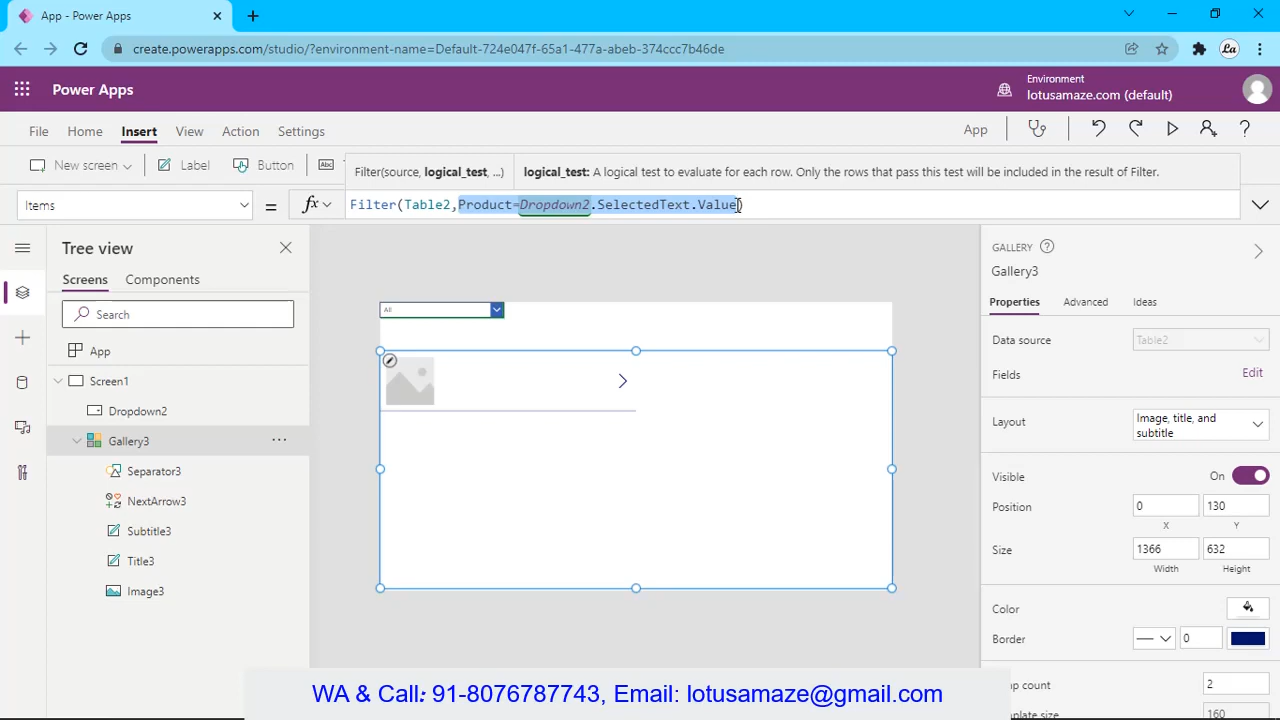 App - Power Apps
create.powerapps.com/studio/?environment-name=Default-724e047f-65a1-477a-abeb-374ccc7b46de
La
Power Apps
Environment
lotusamaze.com (default)
File Home Insert View Action Settings App
New screen Label Button Abc
Filter(source, logical_test, ...) logical_test: A logical test to evaluate for each row. Only the rows that pass this test will be included in the result of Filter.
Items = fx Filter(Table2,Product=Dropdown2.SelectedText.Value)
Tree view
Screens Components
Search
App
Screen1
Dropdown2
Gallery3
Separator3
NextArrow3
Subtitle3
Title3
Image3
All
GALLERY
Gallery3
Properties Advanced Ideas
Data source Table2
Fields Edit
Layout Image, title, and subtitle
Visible On
Position 0 130
X Y
Size 1366 632
Width Height
Color
Border 0
ap count 2
plate size 160
WA & Call: 91-8076787743, Email: lotusamaze@gmail.com